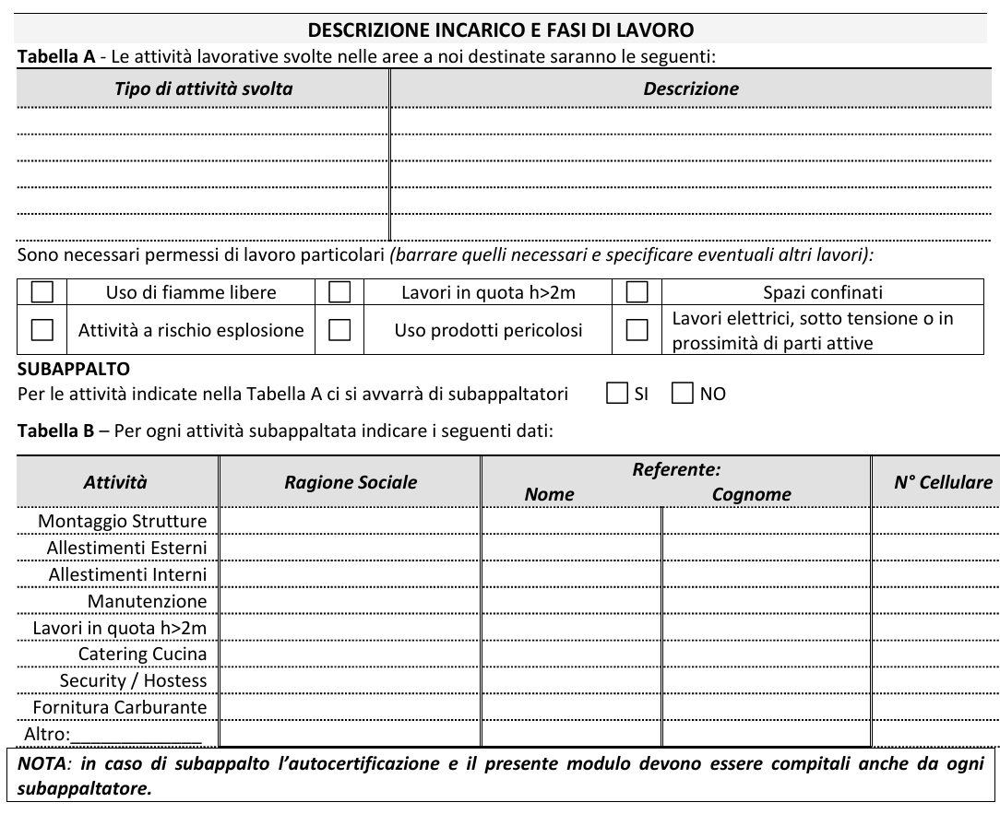 DESCRIZIONE INCARICO E FASI DI LAVORO
Tabella A - Le attività lavorative svolte nelle aree a noi destinate saranno le seguenti:
Tipo di attività svolta Descrizione
Sono necessari permessi di lavoro particolari (barrare quelli necessari e specificare eventuali altri lavori):
Uso di fiamme libere Lavori in quota h>2m Spazi confinati
Attività a rischio esplosione Uso prodotti pericolosi Lavori elettrici, sotto tensione o in
prossimità di parti attive
SUBAPPALTO
Per le attività indicate nella Tabella A ci si avvarrà di subappaltatori SI NO
Tabella B – Per ogni attività subappaltata indicare i seguenti dati:
Attività Ragione Sociale Referente: N° Cellulare
Nome Cognome
Montaggio Strutture
Allestimenti Esterni
Allestimenti Interni
Manutenzione
Lavori in quota h>2m
Catering Cucina
Security / Hostess
Fornitura Carburante
Altro:_____________
NOTA: in caso di subappalto l’autocertificazione e il presente modulo devono essere compitali anche da ogni
subappaltatore.